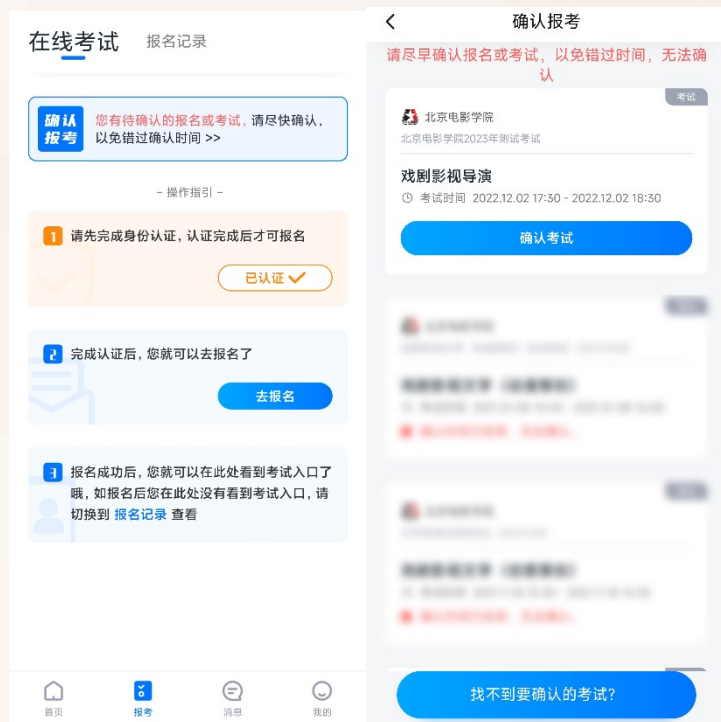 在线考试 报名记录
确认
报考
您有待确认的报名或考试，请尽快确认，
以免错过确认时间 >>
- 操作指引 -
1 请先完成身份认证，认证完成后才可报名
已认证
2 完成认证后，您就可以去报名了
去报名
3 报名成功后，您就可以在此处看到考试入口了
哦，如报名后您在此处没有看到考试入口，请
切换到 报名记录 查看
首页 报考 消息 我的
确认报考
请尽早确认报名或考试，以免错过时间，无法确
认
考试
北京电影学院
北京电影学院2023年测试考试
戏剧影视导演
考试时间 2022.12.02 17:30 - 2022.12.02 18:30
确认考试
找不到要确认的考试?